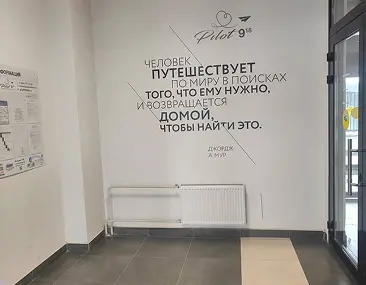 ФОРМАЦИЯ
Pilot 9¹⁸
ЧЕЛОВЕК
ПУТЕШЕСТВУЕТ
ПО МИРУ В ПОИСКАХ
ТОГО, ЧТО ЕМУ НУЖНО,
И ВОЗВРАЩАЕТСЯ
ДОМОЙ,
ЧТОБЫ НАЙТИ ЭТО.
ДЖОРДЖ
А. МУР